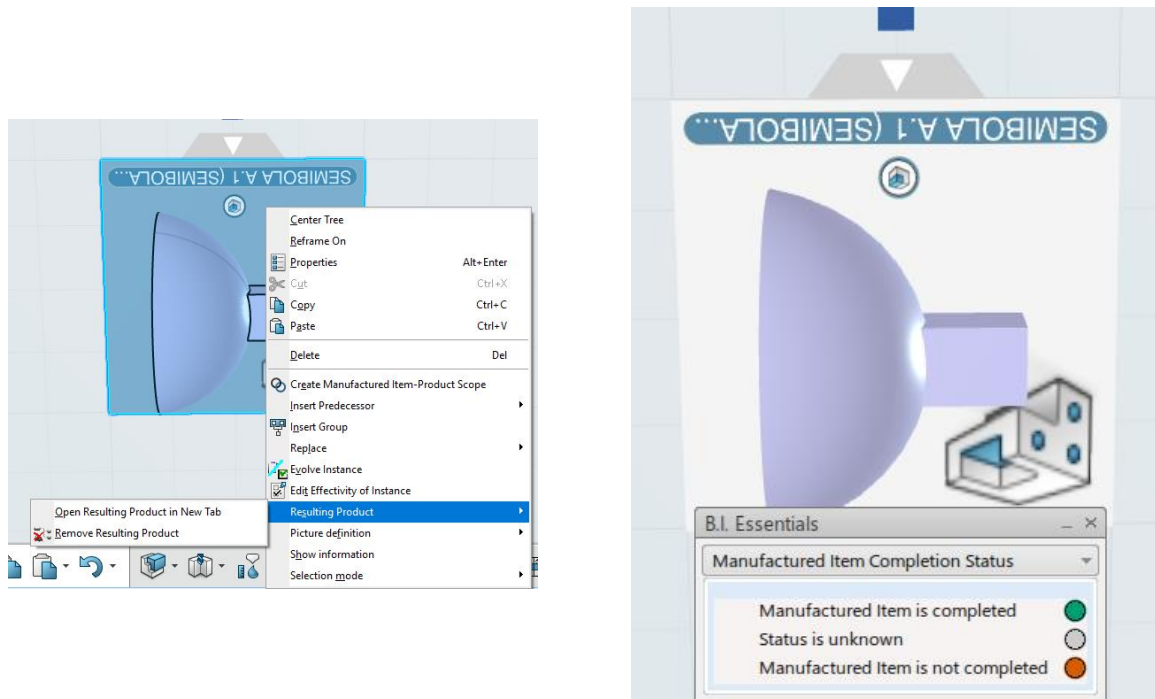 SEMIBOLA A.1 (SEMIBOLA...
Center Tree
Reframe On
Properties Alt+Enter
Cut Ctrl+X
Copy Ctrl+C
Paste Ctrl+V
Delete Del
Create Manufactured Item-Product Scope
Insert Predecessor
Insert Group
Replace
Evolve Instance
Edit Effectivity of Instance
Resulting Product
Open Resulting Product in New Tab
Remove Resulting Product
Picture definition
Show information
Selection mode
SEMIBOLA A.1 (SEMIBOLA...
B.I. Essentials
Manufactured Item Completion Status
Manufactured Item is completed
Status is unknown
Manufactured Item is not completed